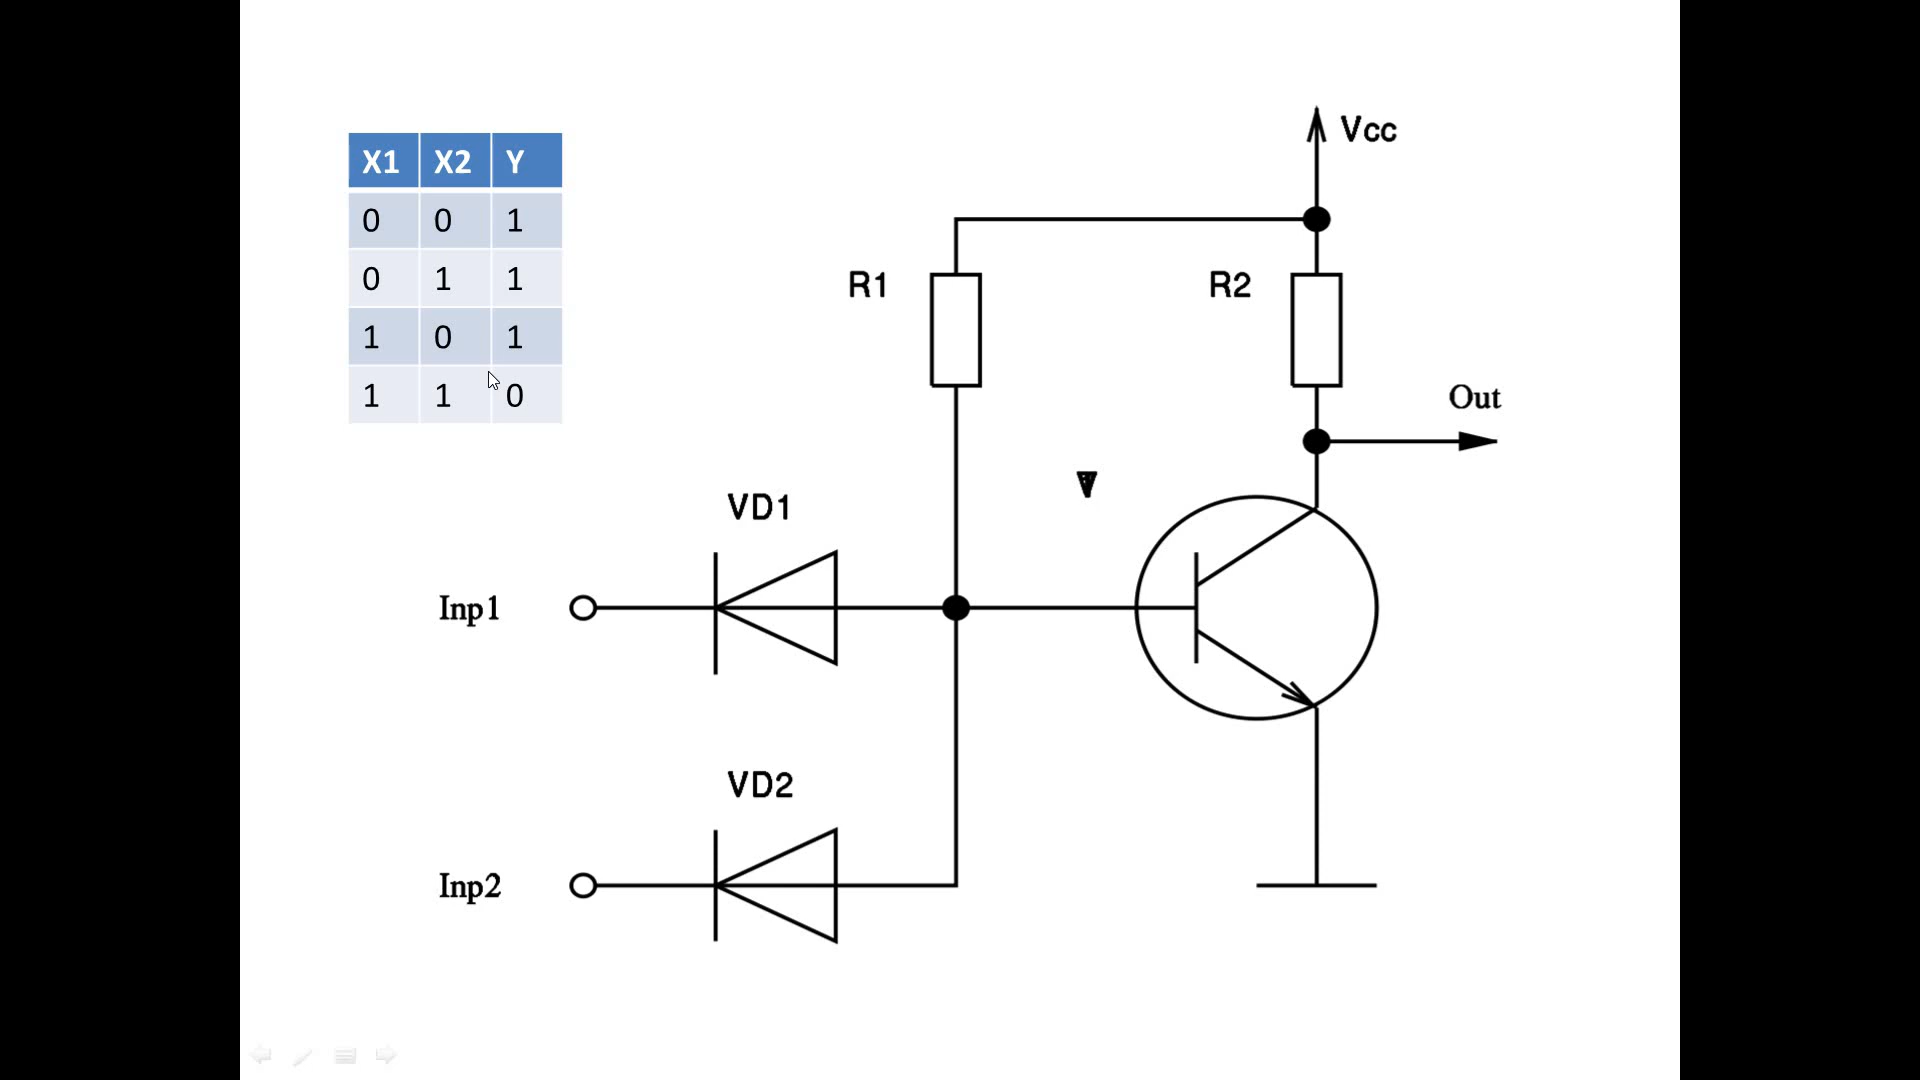 X1 X2 Y
0 0 1
0 1 1
1 0 1
1 1 0
Vcc
R1
R2
Out
VD1
Inp1
VD2
Inp2